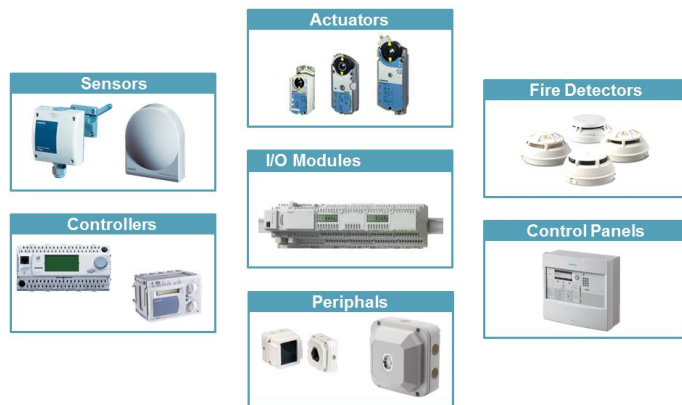 Actuators
Sensors
Fire Detectors
I/O Modules
Controllers
Control Panels
Periphals